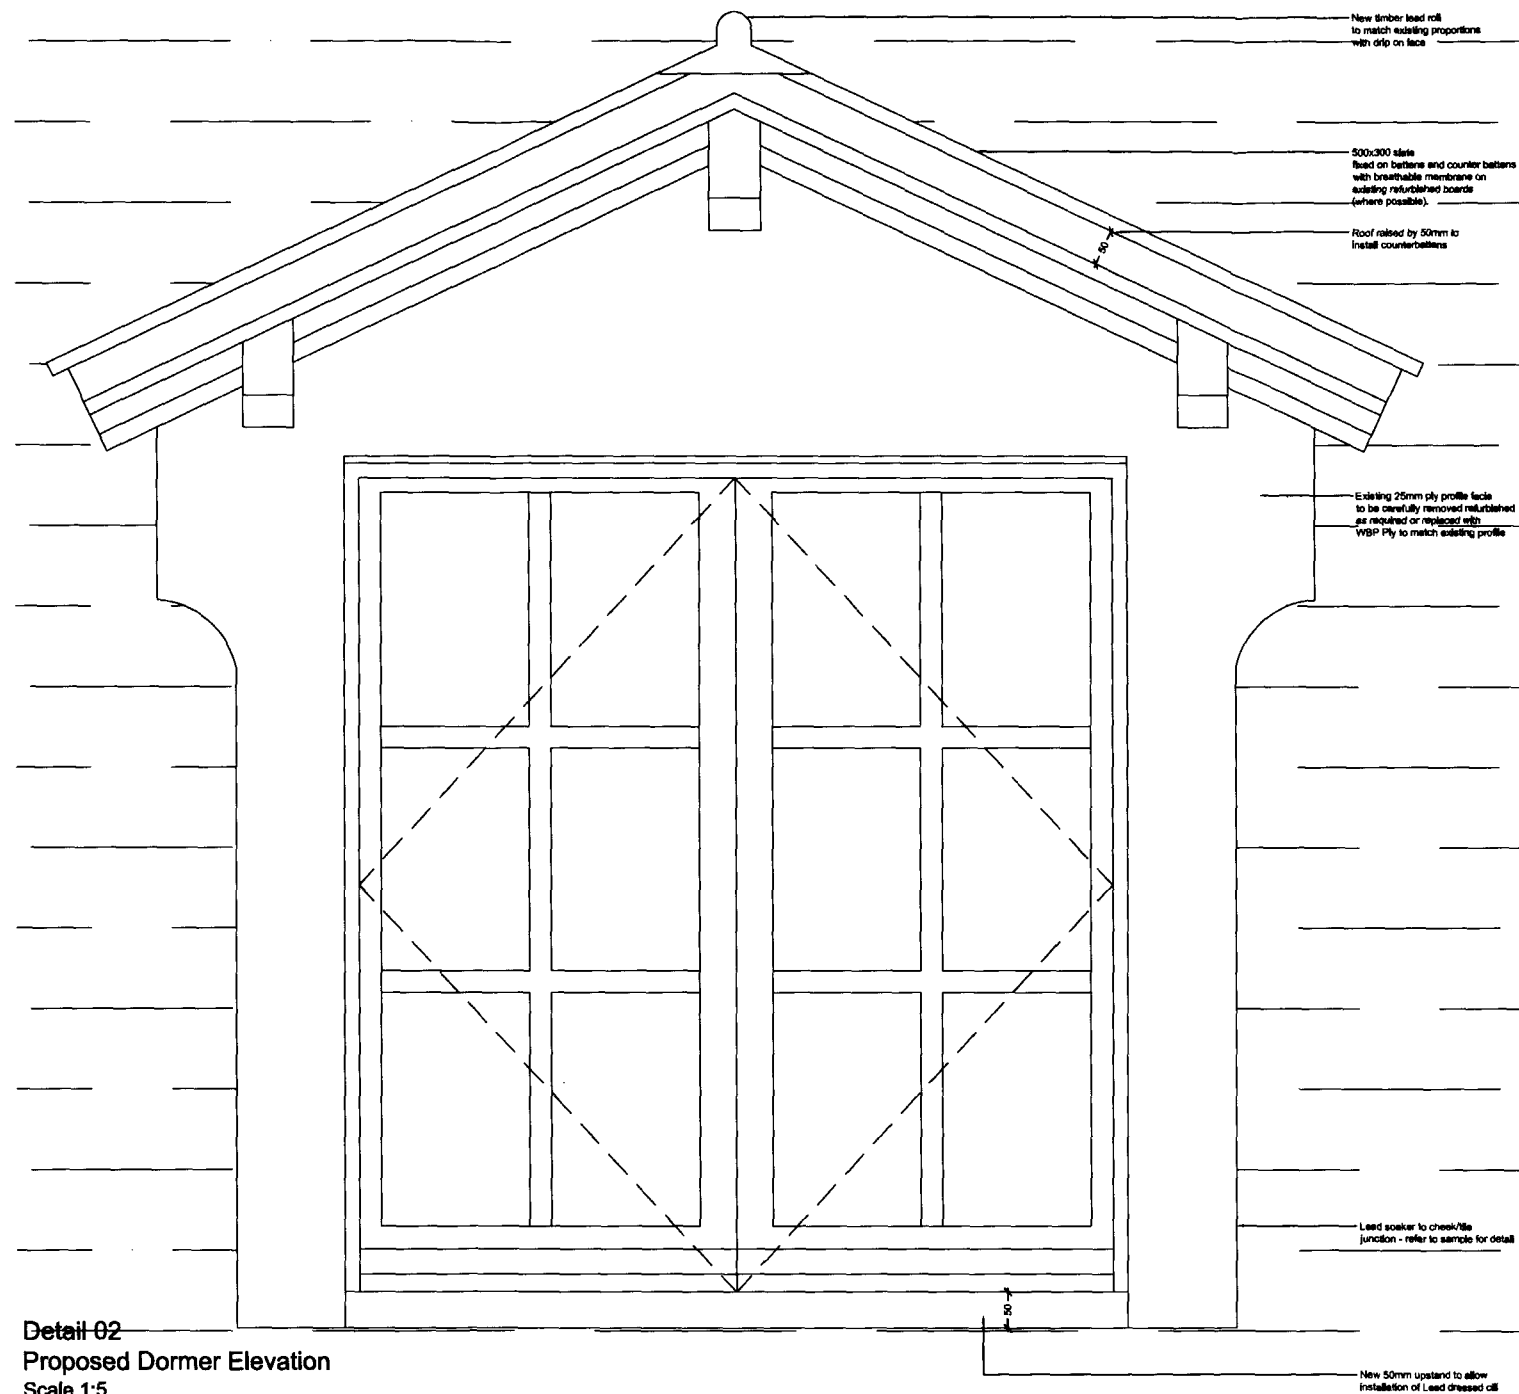 New timber lead roll
to match existing proportions
with drip on face
500x300 slate
fixed on battens and counter battens
with breathable membrane on
existing refurbished boards
(where possible).
Roof raised by 50mm to
install counterbattens
50
Existing 25mm ply profile facia
to be carefully removed refurbished
as required or replaced with
WBP Ply to match existing profile
Lead soaker to cheek/tile
junction - refer to sample for detail
50
New 50mm upstand to allow
installation of Lead dressed cill
Detail 02
Proposed Dormer Elevation
Scale 1:5